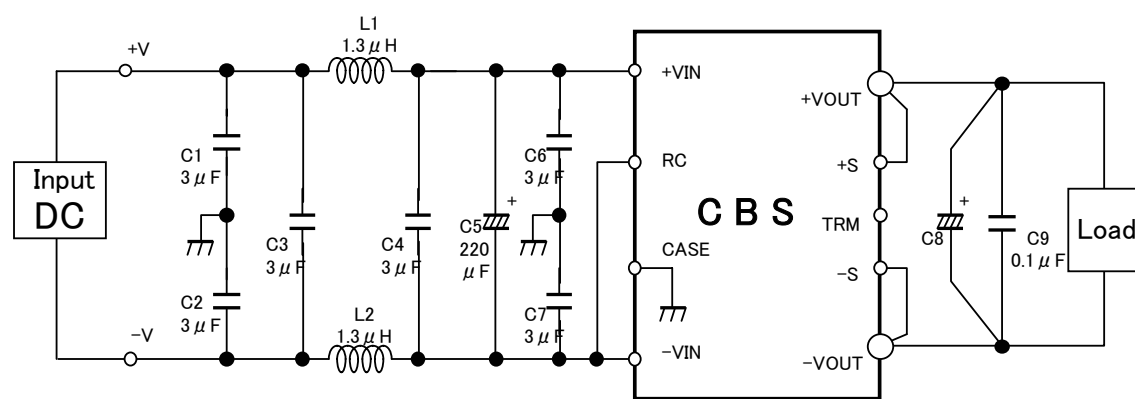 L1
1.3μH
+V
+VIN
+VOUT
C1
3μF
C6
3μF
RC
+S
Input
DC
CBS
TRM
+
+
C3
3μF
C4
3μF
C5
220
μF
CASE
C8
C9
0.1μF
Load
-S
C2
3μF
L2
1.3μH
C7
3μF
-V
-VIN
-VOUT